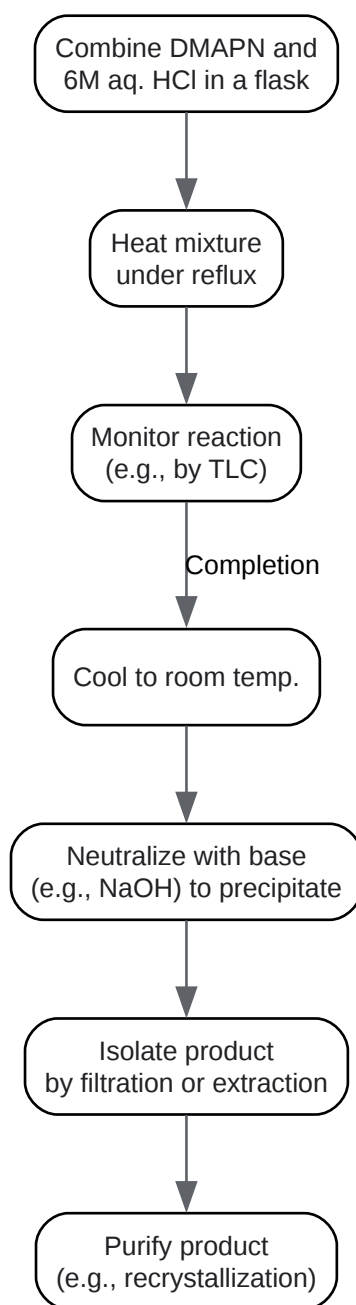 Combine DMAPN and
6M aq. HCl in a flask
Heat mixture
under reflux
Monitor reaction
(e.g., by TLC)
Completion
Cool to room temp.
Neutralize with base
(e.g., NaOH) to precipitate
Isolate product
by filtration or extraction
Purify product
(e.g., recrystallization)